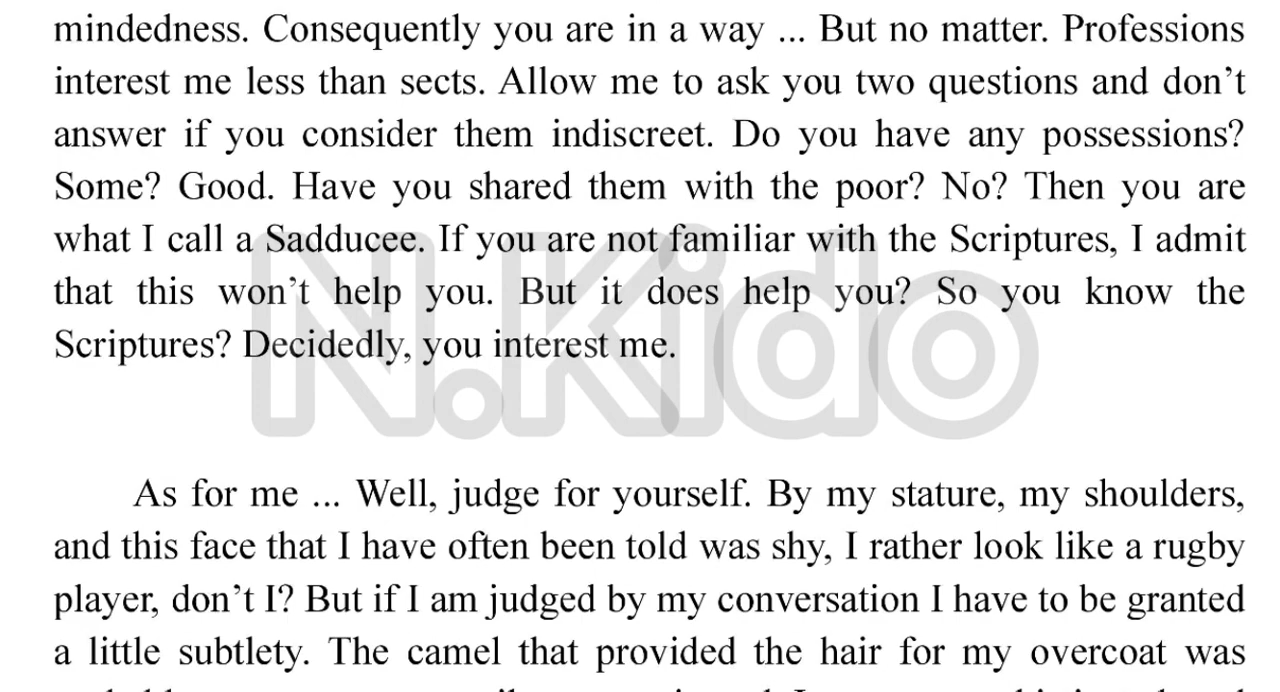 mindedness. Consequently you are in a way ... But no matter. Professions
interest me less than sects. Allow me to ask you two questions and don’t
answer if you consider them indiscreet. Do you have any possessions?
Some? Good. Have you shared them with the poor? No? Then you are
what I call a Sadducee. If you are not familiar with the Scriptures, I admit
that this won’t help you. But it does help you? So you know the
Scriptures? Decidedly, you interest me.
N.Kido
As for me ... Well, judge for yourself. By my stature, my shoulders,
and this face that I have often been told was shy, I rather look like a rugby
player, don’t I? But if I am judged by my conversation I have to be granted
a little subtlety. The camel that provided the hair for my overcoat was